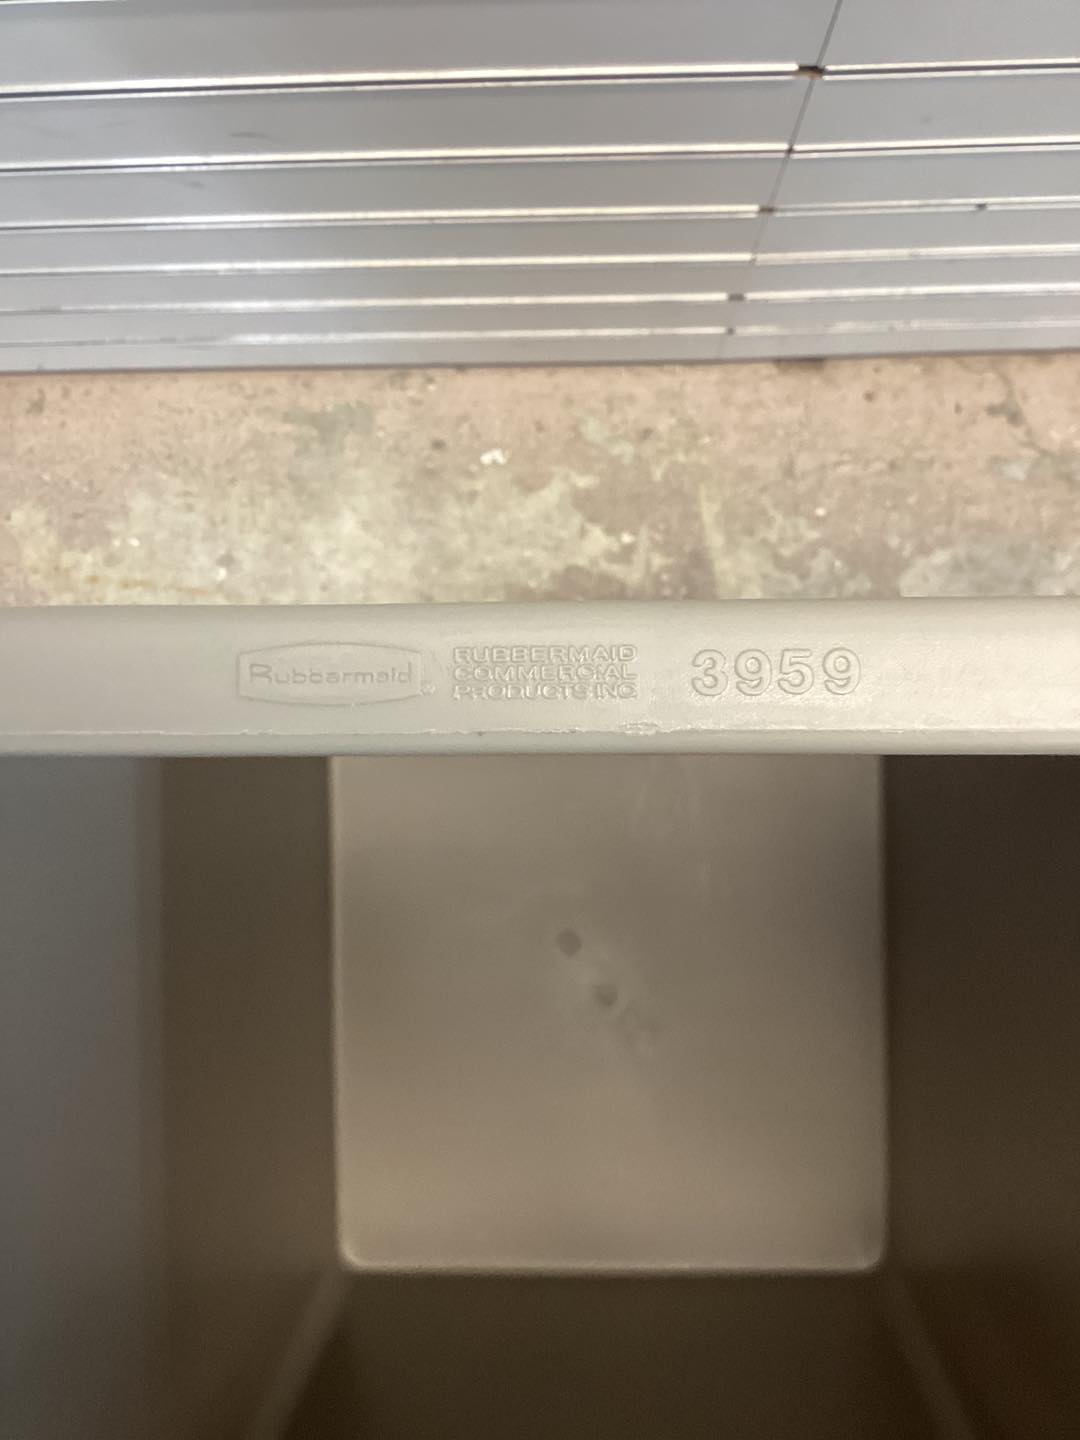 Rubbermaid
RUBBERMAID
COMMERCIAL
PRODUCTS INC
3959